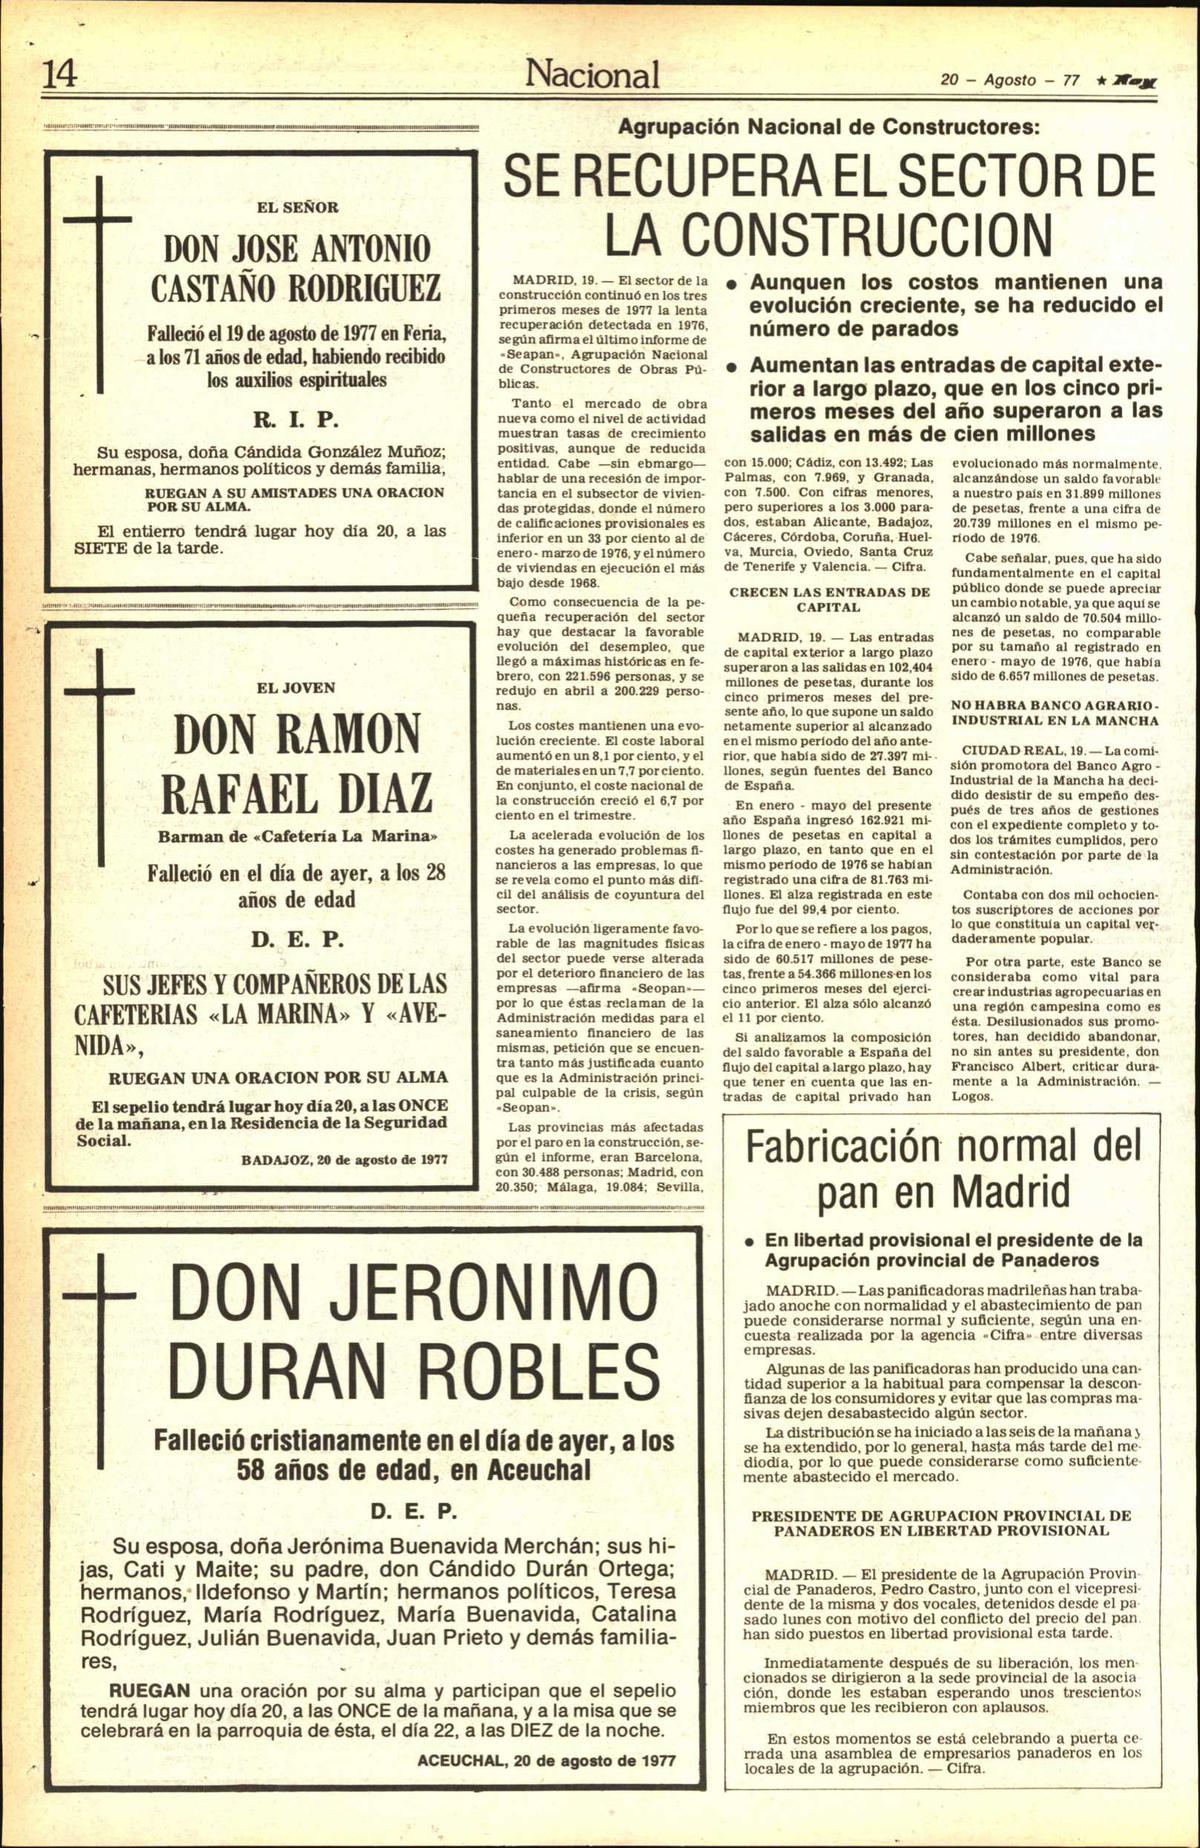 14
Nacional
20 – Agosto – 77 ★ Hoy
EL SEÑOR
DON JOSE ANTONIO
CASTAÑO RODRIGUEZ
Falleció el 19 de agosto de 1977 en Feria,
a los 71 años de edad, habiendo recibido
los auxilios espirituales
R. I. P.
Su esposa, doña Cándida González Muñoz;
hermanas, hermanos políticos y demás familia,
RUEGAN A SU AMISTADES UNA ORACION
POR SU ALMA.
El entierro tendrá lugar hoy día 20, a las
SIETE de la tarde.
EL JOVEN
DON RAMON
RAFAEL DIAZ
Barman de «Cafetería La Marina»
Falleció en el día de ayer, a los 28
años de edad
D. E. P.
SUS JEFES Y COMPAÑEROS DE LAS
CAFETERIAS «LA MARINA» Y «AVE-
NIDA»,
RUEGAN UNA ORACION POR SU ALMA
El sepelio tendrá lugar hoy día 20, a las ONCE
de la mañana, en la Residencia de la Seguridad
Social.
BADAJOZ, 20 de agosto de 1977
DON JERONIMO
DURAN ROBLES
Falleció cristianamente en el día de ayer, a los
58 años de edad, en Aceuchal
D. E. P.
Su esposa, doña Jerónima Buenavida Merchán; sus hi-
jas, Cati y Maite; su padre, don Cándido Durán Ortega;
hermanos, Ildefonso y Martín; hermanos políticos, Teresa
Rodríguez, María Rodríguez, María Buenavida, Catalina
Rodríguez, Julián Buenavida, Juan Prieto y demás familia-
res,
RUEGAN una oración por su alma y participan que el sepelio
tendrá lugar hoy día 20, a las ONCE de la mañana, y a la misa que se
celebrará en la parroquia de ésta, el día 22, a las DIEZ de la noche.
ACEUCHAL, 20 de agosto de 1977
Agrupación Nacional de Constructores:
SE RECUPERA EL SECTOR DE
LA CONSTRUCCION
MADRID, 19. — El sector de la
construcción continuó en los tres
primeros meses de 1977 la lenta
recuperación detectada en 1976,
según afirma el último informe de
«Seapan», Agrupación Nacional
de Constructores de Obras Pú-
blicas.
Tanto el mercado de obra
nueva como el nivel de actividad
muestran tasas de crecimiento
positivas, aunque de reducida
entidad. Cabe —sin ebmargo—
hablar de una recesión de impor-
tancia en el subsector de vivien-
das protegidas, donde el número
de calificaciones provisionales es
inferior en un 33 por ciento al de
enero - marzo de 1976, y el número
de viviendas en ejecución el más
bajo desde 1968.
Como consecuencia de la pe-
queña recuperación del sector
hay que destacar la favorable
evolución del desempleo, que
llegó a máximas históricas en fe-
brero, con 221.596 personas, y se
redujo en abril a 200.229 perso-
nas.
Los costes mantienen una evo-
lución creciente. El coste laboral
aumentó en un 8,1 por ciento, y el
de materiales en un 7,7 por ciento.
En conjunto, el coste nacional de
la construcción creció el 6,7 por
ciento en el trimestre.
La acelerada evolución de los
costes ha generado problemas fi-
nancieros a las empresas, lo que
se revela como el punto más difí-
cil del análisis de coyuntura del
sector.
La evolución ligeramente favo-
rable de las magnitudes físicas
del sector puede verse alterada
por el deterioro financiero de las
empresas —afirma «Seopan»—
por lo que éstas reclaman de la
Administración medidas para el
saneamiento financiero de las
mismas, petición que se encuen-
tra tanto más justificada cuanto
que es la Administración princi-
pal culpable de la crisis, según
«Seopan».
Las provincias más afectadas
por el paro en la construcción, se-
gún el informe, eran Barcelona,
con 30.488 personas; Madrid, con
20.350; Málaga, 19.084; Sevilla,
● Aunquen los costos mantienen una
evolución creciente, se ha reducido el
número de parados
● Aumentan las entradas de capital exte-
rior a largo plazo, que en los cinco pri-
meros meses del año superaron a las
salidas en más de cien millones
con 15.000; Cádiz, con 13.492; Las
Palmas, con 7.969, y Granada,
con 7.500. Con cifras menores,
pero superiores a los 3.000 para-
dos, estaban Alicante, Badajoz,
Cáceres, Córdoba, Coruña, Huel-
va, Murcia, Oviedo, Santa Cruz
de Tenerife y Valencia. — Cifra.
CRECEN LAS ENTRADAS DE
CAPITAL
MADRID, 19. — Las entradas
de capital exterior a largo plazo
superaron a las salidas en 102,404
millones de pesetas, durante los
cinco primeros meses del pre-
sente año, lo que supone un saldo
netamente superior al alcanzado
en el mismo período del año ante-
rior, que había sido de 27.397 mi-
llones, según fuentes del Banco
de España.
En enero - mayo del presente
año España ingresó 162.921 mi-
llones de pesetas en capital a
largo plazo, en tanto que en el
mismo período de 1976 se habían
registrado una cifra de 81.763 mi-
llones. El alza registrada en este
flujo fue del 99,4 por ciento.
Por lo que se refiere a los pagos,
la cifra de enero - mayo de 1977 ha
sido de 60.517 millones de pese-
tas, frente a 54.366 millones en los
cinco primeros meses del ejerci-
cio anterior. El alza sólo alcanzó
el 11 por ciento.
Si analizamos la composición
del saldo favorable a España del
flujo del capital a largo plazo, hay
que tener en cuenta que las en-
tradas de capital privado han
evolucionado más normalmente,
alcanzándose un saldo favorable
a nuestro país en 31.899 millones
de pesetas, frente a una cifra de
20.739 millones en el mismo pe-
ríodo de 1976.
Cabe señalar, pues, que ha sido
fundamentalmente en el capital
público donde se puede apreciar
un cambio notable, ya que aquí se
alcanzó un saldo de 70.504 millo-
nes de pesetas, no comparable
por su tamaño al registrado en
enero - mayo de 1976, que había
sido de 6.657 millones de pesetas.
NO HABRA BANCO AGRARIO-
INDUSTRIAL EN LA MANCHA
CIUDAD REAL, 19. — La comi-
sión promotora del Banco Agro -
Industrial de la Mancha ha deci-
dido desistir de su empeño des-
pués de tres años de gestiones
con el expediente completo y to-
dos los trámites cumplidos, pero
sin contestación por parte de la
Administración.
Contaba con dos mil ochocien-
tos suscriptores de acciones por
lo que constituía un capital ver-
daderamente popular.
Por otra parte, este Banco se
consideraba como vital para
crear industrias agropecuarias en
una región campesina como es
ésta. Desilusionados sus promo-
tores, han decidido abandonar,
no sin antes su presidente, don
Francisco Albert, criticar dura-
mente a la Administración. —
Logos.
Fabricación normal del
pan en Madrid
● En libertad provisional el presidente de la
Agrupación provincial de Panaderos
MADRID. — Las panificadoras madrileñas han traba-
jado anoche con normalidad y el abastecimiento de pan
puede considerarse normal y suficiente, según una en-
cuesta realizada por la agencia «Cifra» entre diversas
empresas.
Algunas de las panificadoras han producido una can-
tidad superior a la habitual para compensar la descon-
fianza de los consumidores y evitar que las compras ma-
sivas dejen desabastecido algún sector.
La distribución se ha iniciado a las seis de la mañana y
se ha extendido, por lo general, hasta más tarde del me-
diodía, por lo que puede considerarse como suficiente-
mente abastecido el mercado.
PRESIDENTE DE AGRUPACION PROVINCIAL DE
PANADEROS EN LIBERTAD PROVISIONAL
MADRID. — El presidente de la Agrupación Provin-
cial de Panaderos, Pedro Castro, junto con el vicepresi-
dente de la misma y dos vocales, detenidos desde el pa-
sado lunes con motivo del conflicto del precio del pan
han sido puestos en libertad provisional esta tarde.
Inmediatamente después de su liberación, los men-
cionados se dirigieron a la sede provincial de la asocia-
ción, donde les estaban esperando unos trescientos
miembros que les recibieron con aplausos.
En estos momentos se está celebrando a puerta ce-
rrada una asamblea de empresarios panaderos en los
locales de la agrupación. — Cifra.